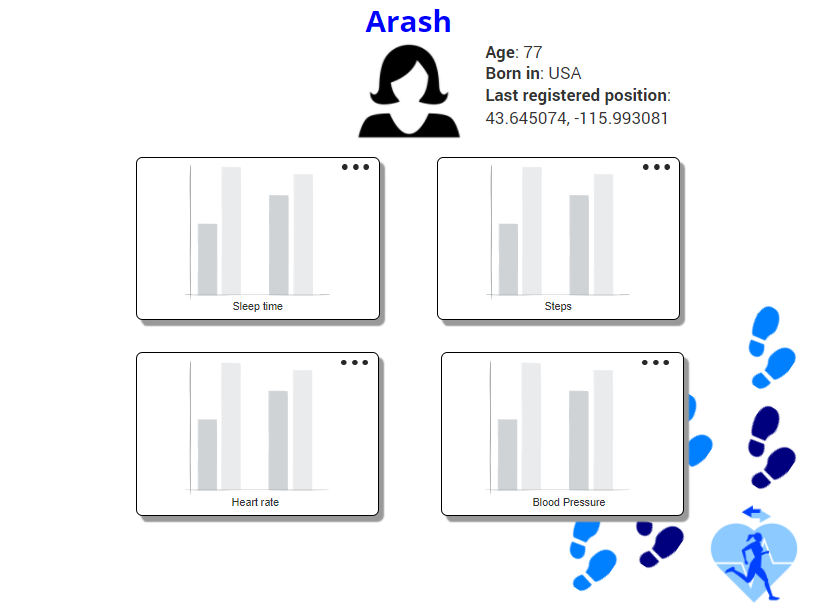 Arash
Age: 77
Born in: USA
Last registered position:
43.645074, -115.993081
Sleep time
Steps
Heart rate
Blood Pressure